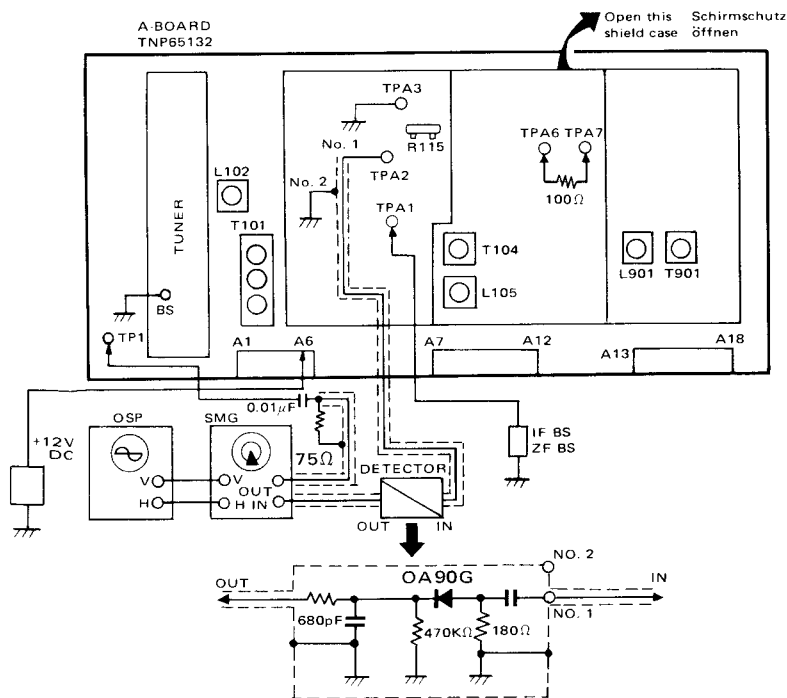 A-BOARD
TNP65132
Open this Schirmschutz
shield case öffnen
TPA3
R115
No. 1
TPA2
No. 2
TPA1
TPA6 TPA7
100Ω
L102
T101
TUNER
BS
TP1
T104
L105
L901 T901
A1 A6
A7 A12
A13 A18
0.01μF
+12V
DC
OSP
SMG
75Ω
V V
OUT
H H IN
DETECTOR
OUT IN
IF BS
ZF BS
NO. 2
OUT
OA90G
IN
NO. 1
680pF
470KΩ
180Ω